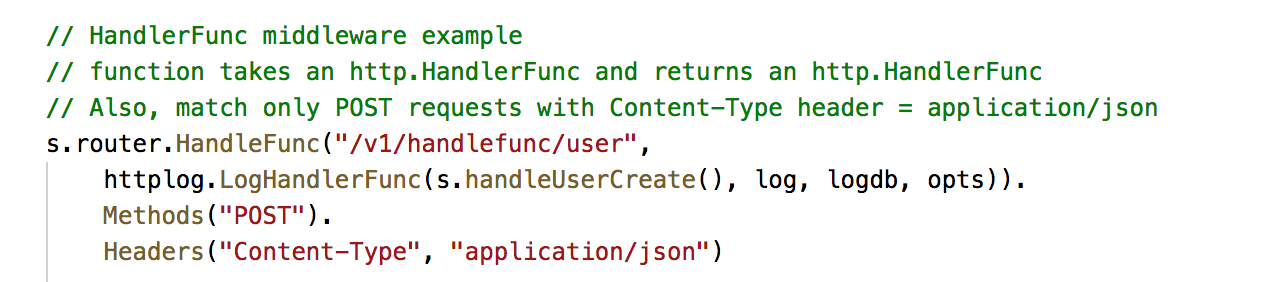 // HandlerFunc middleware example
// function takes an http.HandlerFunc and returns an http.HandlerFunc
// Also, match only POST requests with Content-Type header = application/json
s.router.HandleFunc("/v1/handlefunc/user",
httplog.LogHandlerFunc(s.handleUserCreate(), log, logdb, opts)).
Methods("POST").
Headers("Content-Type", "application/json")